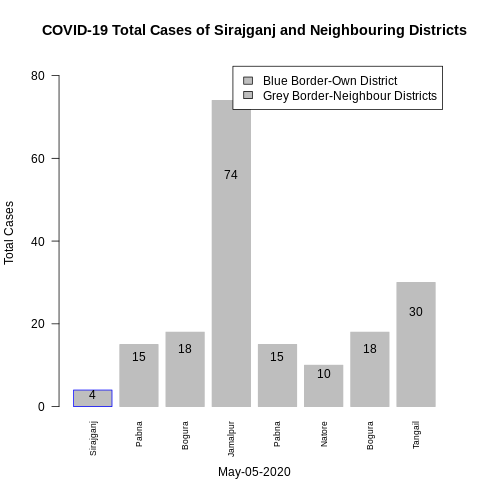 COVID-19 Total Cases of Sirajganj and Neighbouring Districts
Blue Border-Own District
Grey Border-Neighbour Districts
Total Cases
80
60
40
20
0
4
15
18
74
15
10
18
30
Sirajganj
Pabna
Bogura
Jamalpur
Pabna
Natore
Bogura
Tangail
May-05-2020